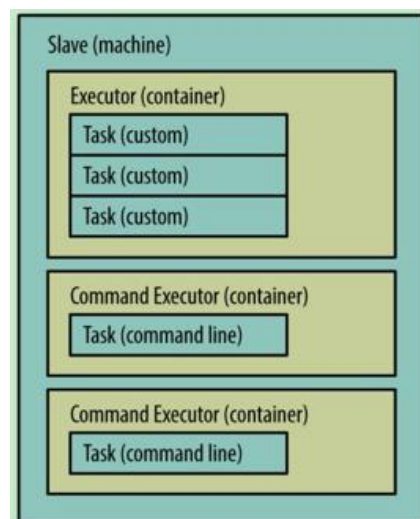 Slave (machine)
Executor (container)
Task (custom)
Task (custom)
Task (custom)
Command Executor (container)
Task (command line)
Command Executor (container)
Task (command line)